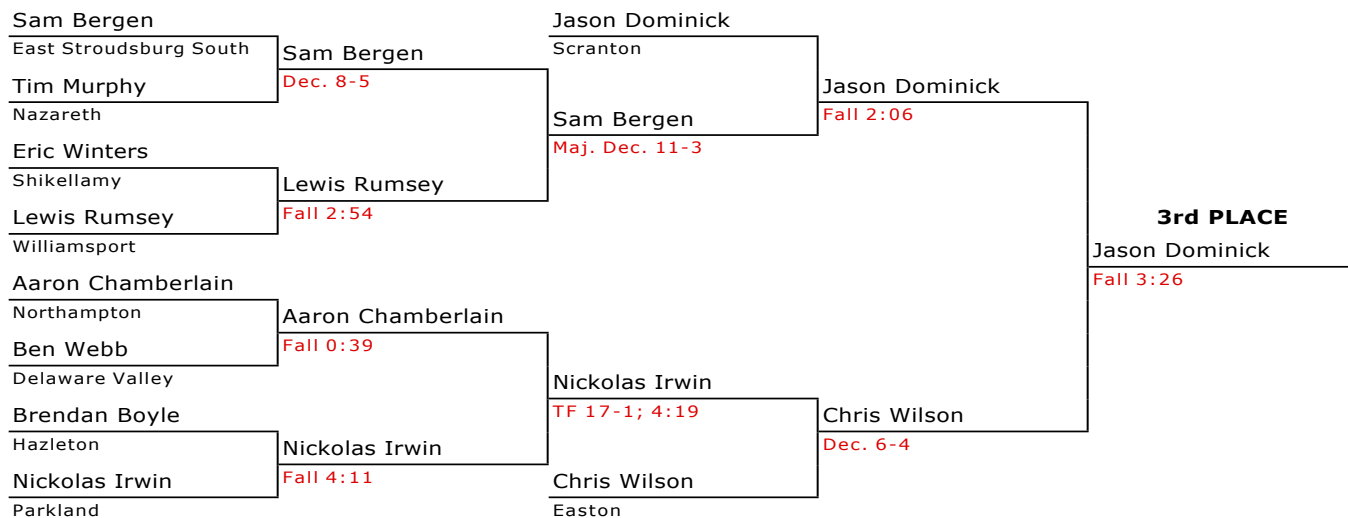 Sam Bergen
East Stroudsburg South
Tim Murphy
Nazareth
Eric Winters
Shikellamy
Lewis Rumsey
Williamsport
Aaron Chamberlain
Northampton
Ben Webb
Delaware Valley
Brendan Boyle
Hazleton
Nickolas Irwin
Parkland
Sam Bergen
Dec. 8-5
Lewis Rumsey
Fall 2:54
Aaron Chamberlain
Fall 0:39
Nickolas Irwin
Fall 4:11
Jason Dominick
Scranton
Sam Bergen
Maj. Dec. 11-3
Nickolas Irwin
TF 17-1; 4:19
Chris Wilson
Easton
Jason Dominick
Fall 2:06
Chris Wilson
Dec. 6-4
3rd PLACE
Jason Dominick
Fall 3:26